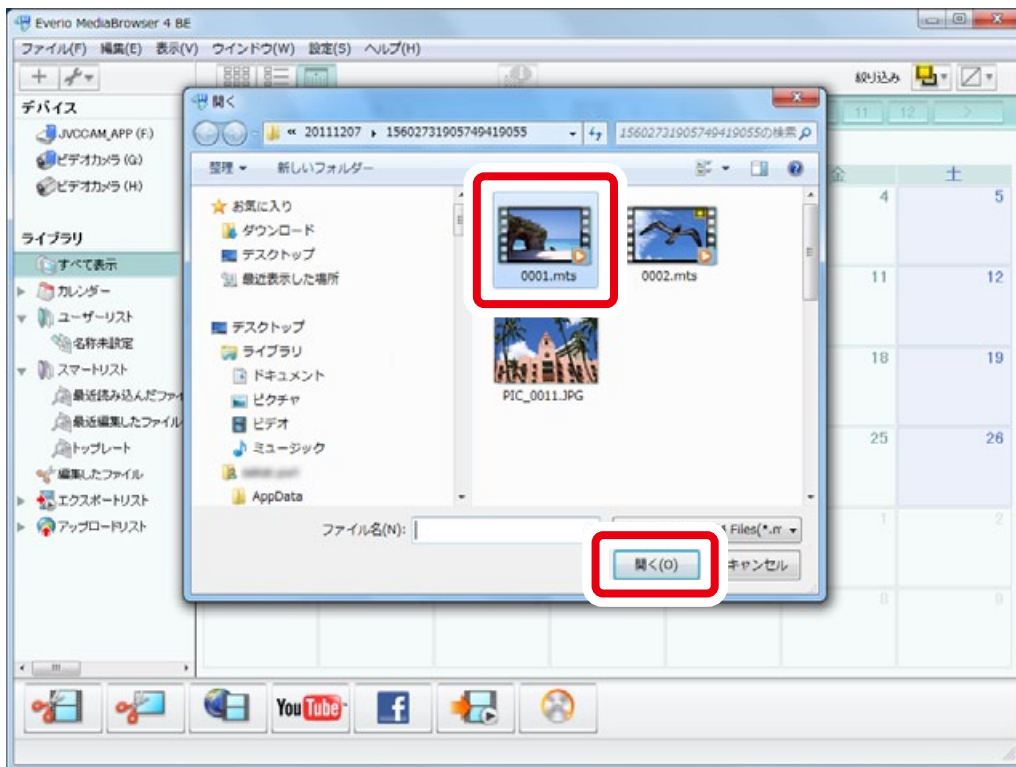 Everio MediaBrowser 4 BE
ファイル(F) 編集(E) 表示(V) ウインドウ(W) 設定(S) ヘルプ(H)
絞り込み
デバイス
JVCCAM_APP (F:)
ビデオカメラ (G)
ビデオカメラ (H)
ライブラリ
すべて表示
カレンダー
ユーザーリスト
名称未設定
スマートリスト
最近読み込んだファイ
最近編集したファイル
トップレート
編集したファイル
エクスポートリスト
アップロードリスト
開く
« 20111207 ▸ 15602731905749419055
15602731905749419055の検索
整理 新しいフォルダー
お気に入り
ダウンロード
デスクトップ
最近表示した場所
デスクトップ
ライブラリ
ドキュメント
ピクチャ
ビデオ
ミュージック
AppData
0001.mts
0002.mts
PIC_0011.JPG
ファイル名(N):
Files(*.m
開く(O)
キャンセル
11 12 >
金 土
4 5
11 12
18 19
25 26
1 2
8 9
YouTube
f